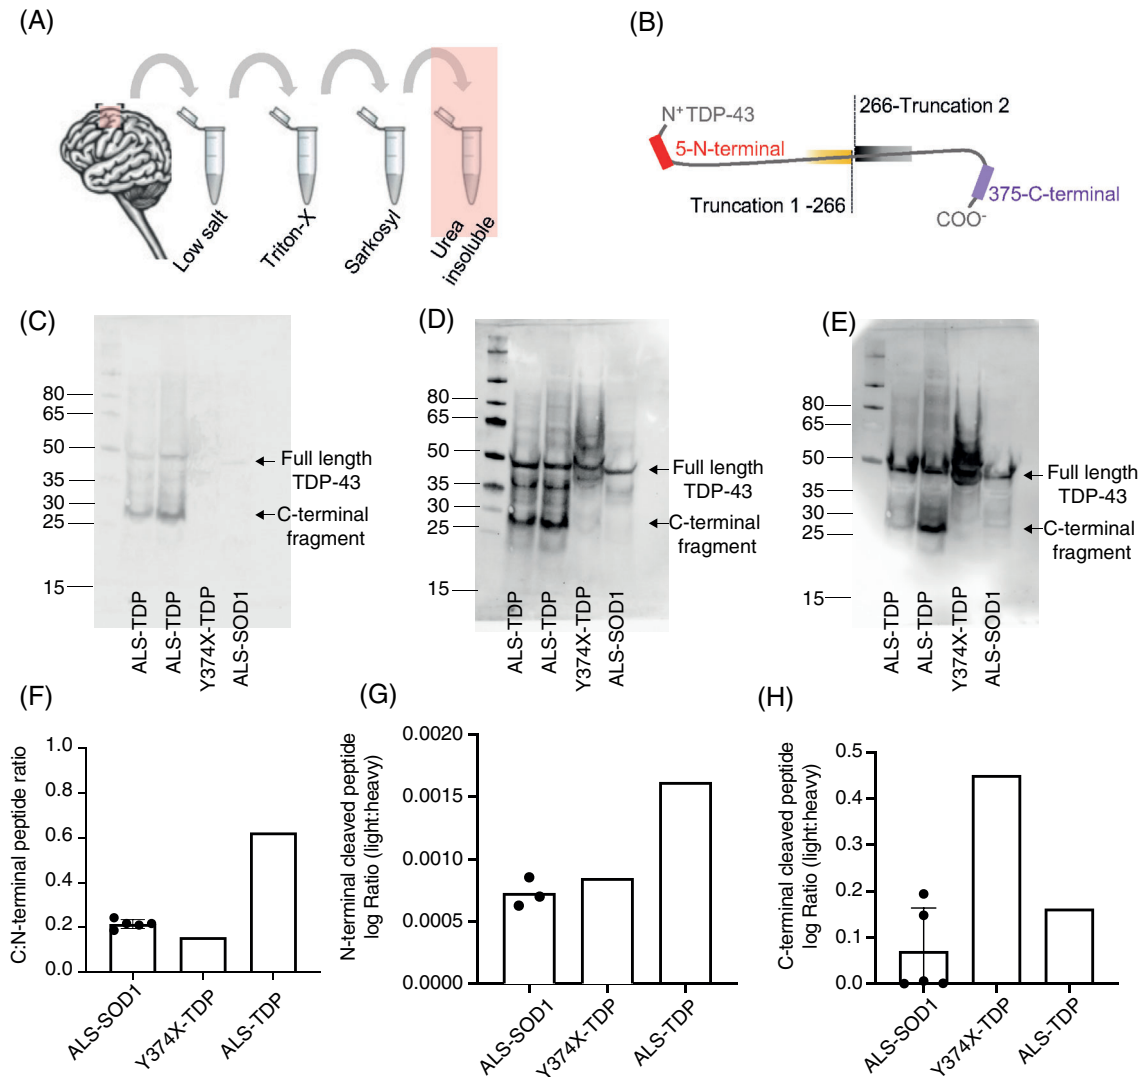 (A)
Low salt
Triton-X
Sarkosyl
Urea
insoluble
(B)
N⁺TDP-43
5-N-terminal
266-Truncation 2
Truncation 1 -266
375-C-terminal
COO⁻
(C)
80
65
50
35
30
25
15
Full length
TDP-43
C-terminal
fragment
ALS-TDP
ALS-TDP
Y374X-TDP
ALS-SOD1
(D)
80
65
50
35
30
25
15
Full length
TDP-43
C-terminal
fragment
ALS-TDP
ALS-TDP
Y374X-TDP
ALS-SOD1
(E)
80
65
50
35
30
25
15
Full length
TDP-43
C-terminal
fragment
ALS-TDP
ALS-TDP
Y374X-TDP
ALS-SOD1
(F)
C:N-terminal peptide ratio
1.0
0.8
0.6
0.4
0.2
0.0
ALS-SOD1
Y374X-TDP
ALS-TDP
(G)
N-terminal cleaved peptide
log Ratio (light:heavy)
0.0020
0.0015
0.0010
0.0005
0.0000
ALS-SOD1
Y374X-TDP
ALS-TDP
(H)
C-terminal cleaved peptide
log Ratio (light:heavy)
0.5
0.4
0.3
0.2
0.1
0.0
ALS-SOD1
Y374X-TDP
ALS-TDP